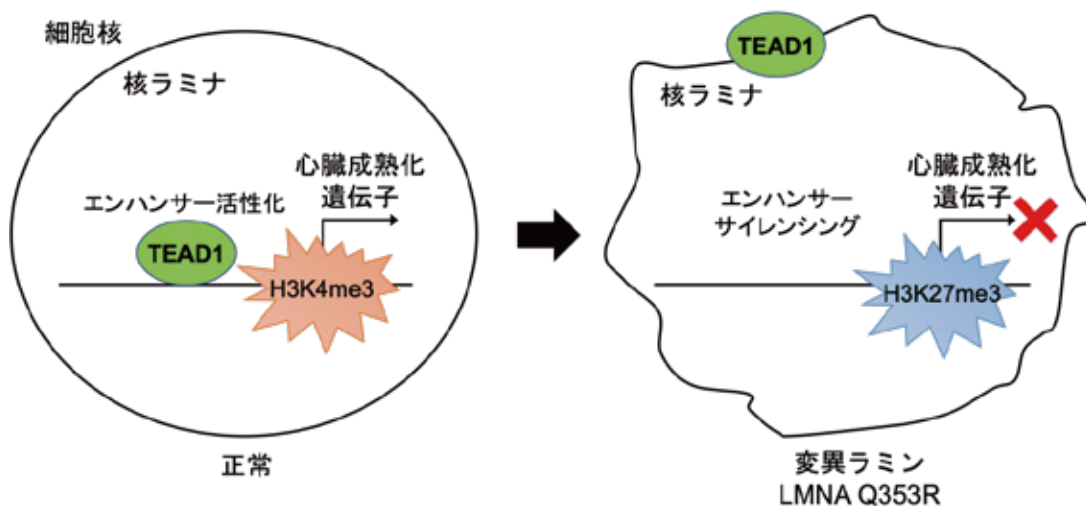 細胞核
核ラミナ
心臓成熟化
遺伝子
エンハンサー活性化
TEAD1
H3K4me3
正常
TEAD1
核ラミナ
心臓成熟化
遺伝子
エンハンサー
サイレンシング
H3K27me3
変異ラミン
LMNA Q353R